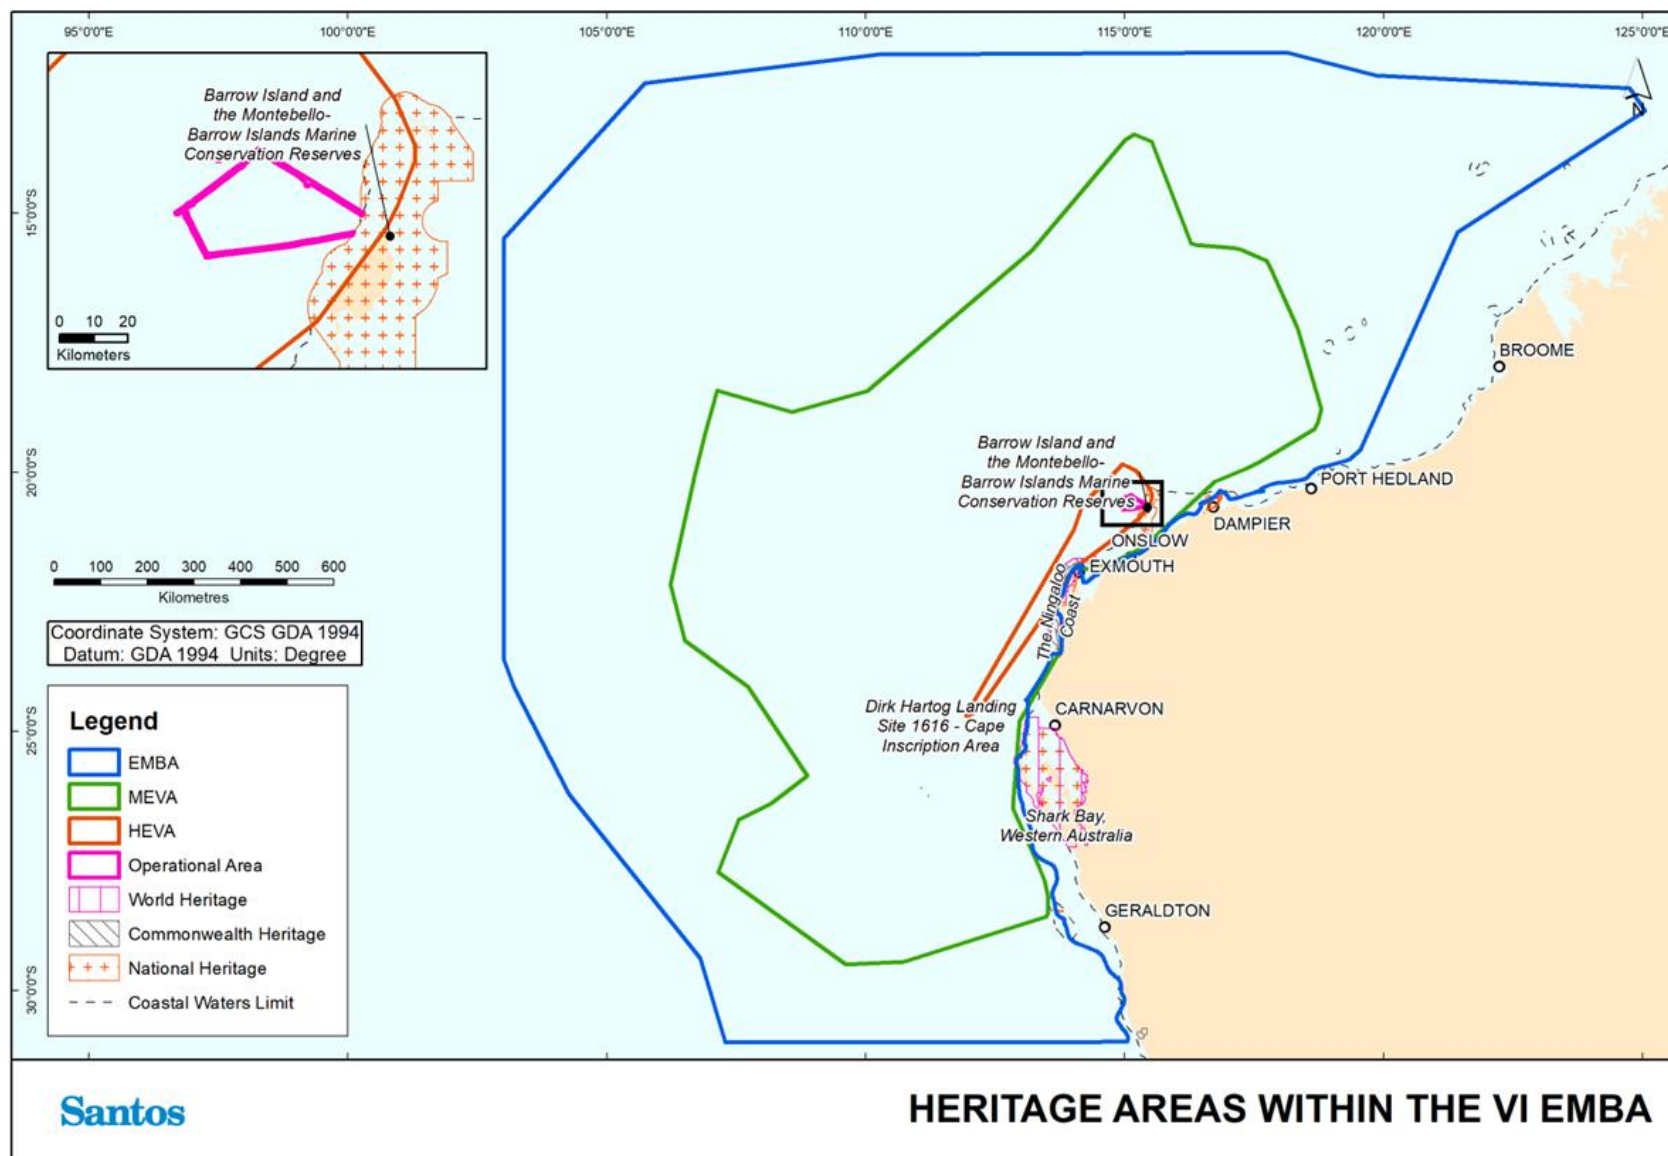 95°0'0"E
100°0'0"E
105°0'0"E
110°0'0"E
115°0'0"E
120°0'0"E
125°0'0"E
N
Barrow Island and
the Montebello-
Barrow Islands Marine
Conservation Reserves
0 10 20
Kilometers
15°0'0"S
20°0'0"S
25°0'0"S
30°0'0"S
BROOME
Barrow Island and
the Montebello-
Barrow Islands Marine
Conservation Reserves
PORT HEDLAND
DAMPIER
ONSLOW
EXMOUTH
The Ningaloo
Coast
Dirk Hartog Landing
Site 1616 - Cape
Inscription Area
CARNARVON
Shark Bay,
Western Australia
GERALDTON
0 100 200 300 400 500 600
Kilometres
Coordinate System: GCS GDA 1994
Datum: GDA 1994 Units: Degree
Legend
EMBA
MEVA
HEVA
Operational Area
World Heritage
Commonwealth Heritage
National Heritage
Coastal Waters Limit
Santos
HERITAGE AREAS WITHIN THE VI EMBA